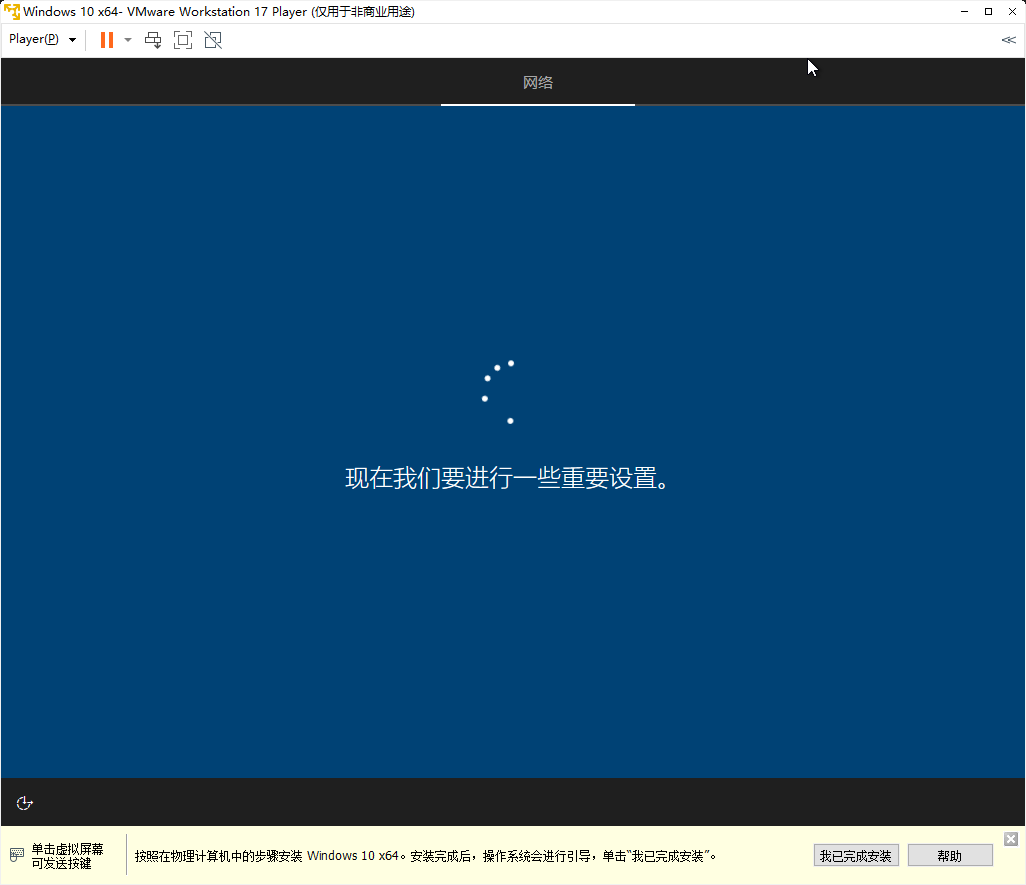 Windows 10 x64- VMware Workstation 17 Player (仅用于非商业用途)
Player(P)
网络
现在我们要进行一些重要设置。
单击虚拟屏幕
可发送按键
按照在物理计算机中的步骤安装 Windows 10 x64。安装完成后，操作系统会进行引导，单击“我已完成安装”。
我已完成安装
帮助